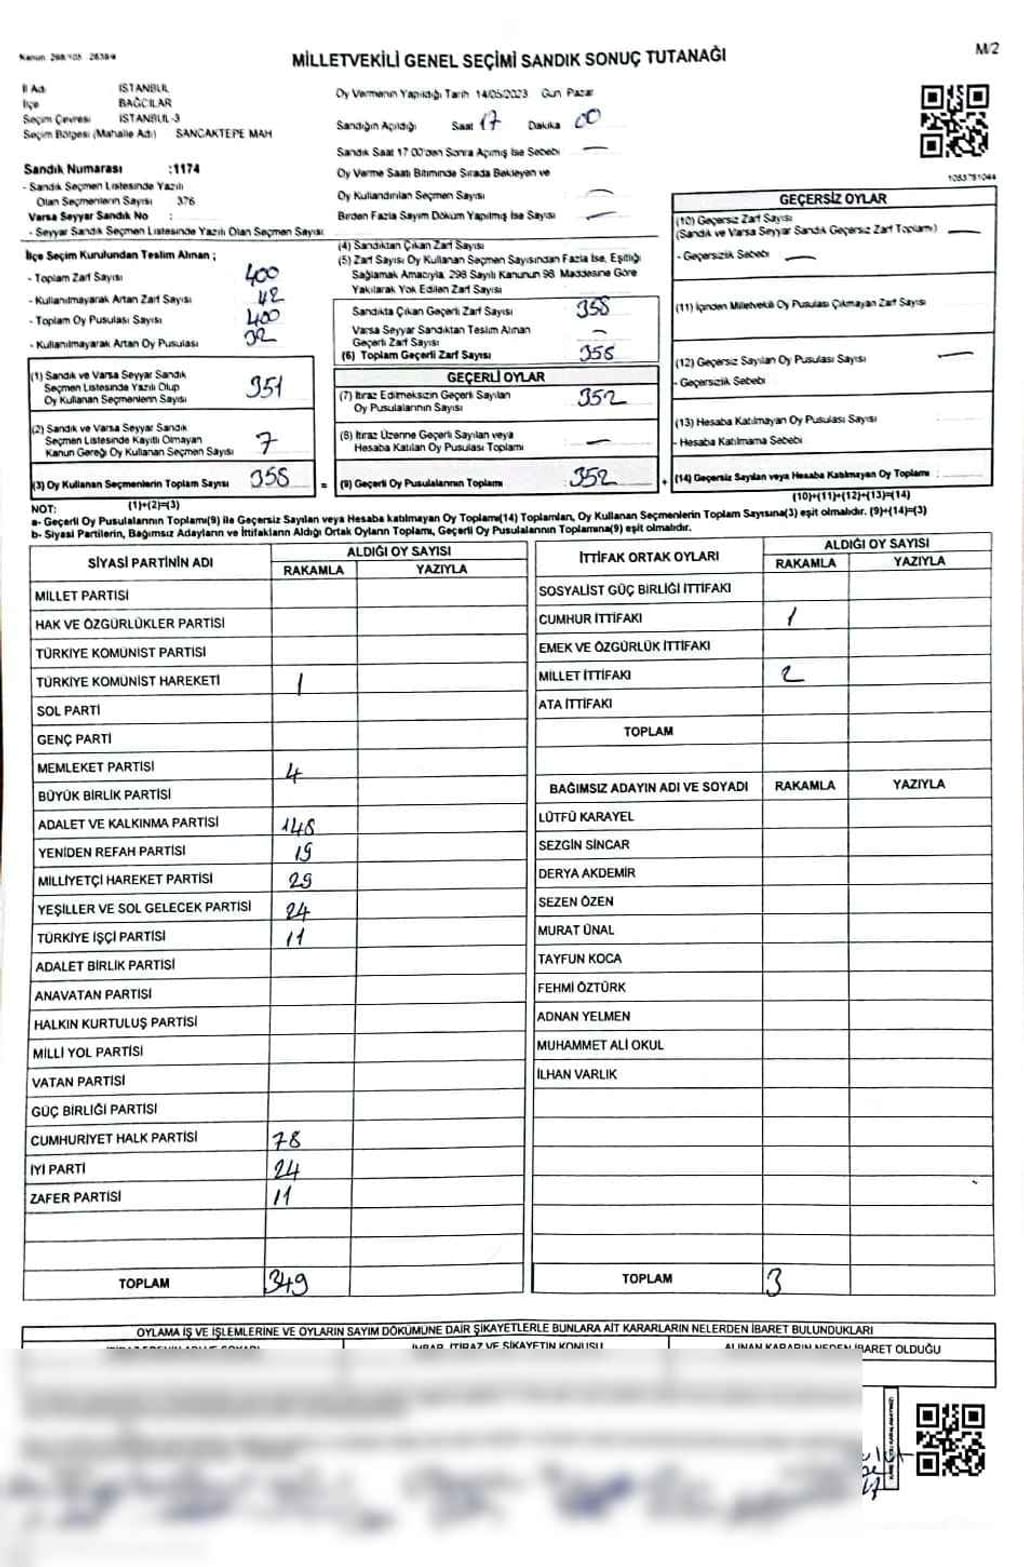 Kanun 298/105 2839/4
MİLLETVEKİLİ GENEL SEÇİMİ SANDIK SONUÇ TUTANAĞI
M/2
İl Adı İSTANBUL
İlçe BAĞCILAR
Seçim Çevresi İSTANBUL-3
Seçim Bölgesi (Mahalle Adı) SANCAKTEPE MAH
Sandık Numarası :1174
- Sandık Seçmen Listesinde Yazılı
Olan Seçmenlerin Sayısı 376
Varsa Seyyar Sandık No :
- Seyyar Sandık Seçmen Listesinde Yazılı Olan Seçmen Sayısı:
Oy Vermenin Yapıldığı Tarih 14/05/2023 Gün Pazar
Sandığın Açıldığı Saat 17 Dakika 00
Sandık Saat 17 00'den Sonra Açılmış İse Sebebi —
Oy Verme Saati Bitiminde Sırada Bekleyen ve
Oy Kullandırılan Seçmen Sayısı —
Birden Fazla Sayım Döküm Yapılmış İse Sayısı —
1083781044
İlçe Seçim Kurulundan Teslim Alınan ;
- Toplam Zarf Sayısı 400
- Kullanılmayarak Artan Zarf Sayısı 42
- Toplam Oy Pusulası Sayısı 400
- Kullanılmayarak Artan Oy Pusulası 32
(1) Sandık ve Varsa Seyyar Sandık
Seçmen Listesinde Yazılı Olup
Oy Kullanan Seçmenlerin Sayısı 351
(2) Sandık ve Varsa Seyyar Sandık
Seçmen Listesinde Kayıtlı Olmayan
Kanun Gereği Oy Kullanan Seçmen Sayısı 7
(3) Oy Kullanan Seçmenlerin Toplam Sayısı 358
(1)+(2)=(3)
(4) Sandıktan Çıkan Zarf Sayısı
(5) Zarf Sayısı Oy Kullanan Seçmen Sayısından Fazla İse, Eşitliği
Sağlamak Amacıyla, 298 Sayılı Kanunun 98. Maddesine Göre
Yakılarak Yok Edilen Zarf Sayısı
Sandıkta Çıkan Geçerli Zarf Sayısı 358
Varsa Seyyar Sandıktan Teslim Alınan
Geçerli Zarf Sayısı —
(6) Toplam Geçerli Zarf Sayısı 358
GEÇERLİ OYLAR
(7) İtiraz Edilmeksizin Geçerli Sayılan
Oy Pusulalarının Sayısı 352
(8) İtiraz Üzerine Geçerli Sayılan veya
Hesaba Katılan Oy Pusulası Toplamı —
= (9) Geçerli Oy Pusulalarının Toplamı :352
GEÇERSİZ OYLAR
(10) Geçersiz Zarf Sayısı
(Sandık ve Varsa Seyyar Sandık Geçersiz Zarf Toplamı) —
- Geçersizlik Sebebi —
(11) İçinden Milletvekili Oy Pusulası Çıkmayan Zarf Sayısı
(12) Geçersiz Sayılan Oy Pusulası Sayısı —
- Geçersizlik Sebebi
(13) Hesaba Katılmayan Oy Pusulası Sayısı
- Hesaba Katılmama Sebebi
+ (14) Geçersiz Sayılan veya Hesaba Katılmayan Oy Toplamı :
(10)+(11)+(12)+(13)=(14)
NOT:
a- Geçerli Oy Pusulalarının Toplamı(9) ile Geçersiz Sayılan veya Hesaba katılmayan Oy Toplamı(14) Toplamları, Oy Kullanan Seçmenlerin Toplam Sayısına(3) eşit olmalıdır. (9)+(14)=(3)
b- Siyasi Partilerin, Bağımsız Adayların ve İttifakların Aldığı Ortak Oyların Toplamı, Geçerli Oy Pusulalarının Toplamına(9) eşit olmalıdır.
SİYASİ PARTİNİN ADI ALDIĞI OY SAYISI
RAKAMLA YAZIYLA
MİLLET PARTİSİ
HAK VE ÖZGÜRLÜKLER PARTİSİ
TÜRKİYE KOMÜNİST PARTİSİ
TÜRKİYE KOMÜNİST HAREKETİ 1
SOL PARTİ
GENÇ PARTİ
MEMLEKET PARTİSİ 4
BÜYÜK BİRLİK PARTİSİ
ADALET VE KALKINMA PARTİSİ 148
YENİDEN REFAH PARTİSİ 19
MİLLİYETÇİ HAREKET PARTİSİ 29
YEŞİLLER VE SOL GELECEK PARTİSİ 24
TÜRKİYE İŞÇİ PARTİSİ 11
ADALET BİRLİK PARTİSİ
ANAVATAN PARTİSİ
HALKIN KURTULUŞ PARTİSİ
MİLLİ YOL PARTİSİ
VATAN PARTİSİ
GÜÇ BİRLİĞİ PARTİSİ
CUMHURİYET HALK PARTİSİ 78
İYİ PARTİ 24
ZAFER PARTİSİ 11
TOPLAM 349
İTTİFAK ORTAK OYLARI ALDIĞI OY SAYISI
RAKAMLA YAZIYLA
SOSYALİST GÜÇ BİRLİĞİ İTTİFAKI
CUMHUR İTTİFAKI 1
EMEK VE ÖZGÜRLÜK İTTİFAKI
MİLLET İTTİFAKI 2
ATA İTTİFAKI
TOPLAM
BAĞIMSIZ ADAYIN ADI VE SOYADI RAKAMLA YAZIYLA
LÜTFÜ KARAYEL
SEZGİN SİNCAR
DERYA AKDEMİR
SEZEN ÖZEN
MURAT ÜNAL
TAYFUN KOCA
FEHMİ ÖZTÜRK
ADNAN YELMEN
MUHAMMET ALİ OKUL
İLHAN VARLIK
TOPLAM 3
OYLAMA İŞ VE İŞLEMLERİNE VE OYLARIN SAYIM DÖKÜMÜNE DAİR ŞİKAYETLERLE BUNLARA AİT KARARLARIN NELERDEN İBARET BULUNDUKLARI
İHBAR, İTİRAZ VE ŞİKAYETİN KONUSU ALINAN KARARIN NEDEN İBARET OLDUĞU